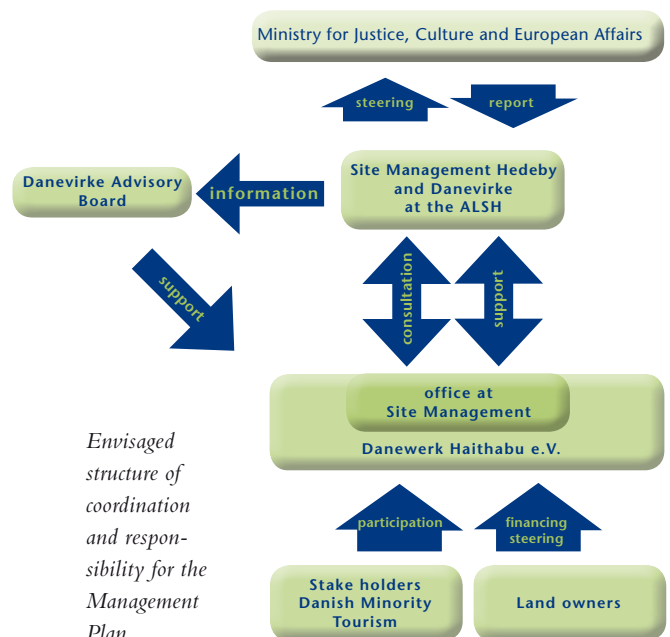 Ministry for Justice, Culture and European Affairs
steering
report
Site Management Hedeby
and Danevirke
at the ALSH
Danevirke Advisory
Board
information
consultation
support
support
office at
Site Management
Danewerk Haithabu e.V.
Envisaged
structure of
coordination
and respon-
sibility for the
Management
Plan
participation
financing
steering
Stake holders
Danish Minority
Tourism
Land owners